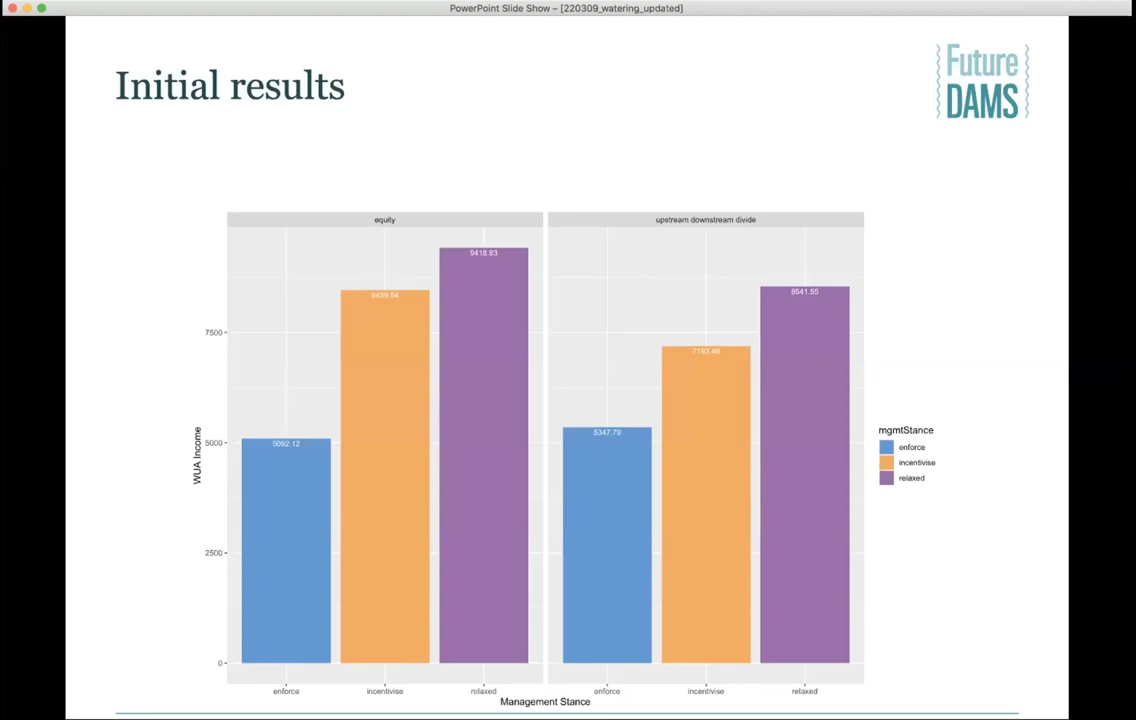 PowerPoint Slide Show – [220309_watering_updated]
Initial results
Future
DAMS
equity
upstream downstream divide
9418.83
8459.54
8541.55
7193.46
5092.12
5347.79
7500
5000
2500
0
WUA Income
mgmtStance
enforce
incentivise
relaxed
enforce
incentivise
relaxed
enforce
incentivise
relaxed
Management Stance